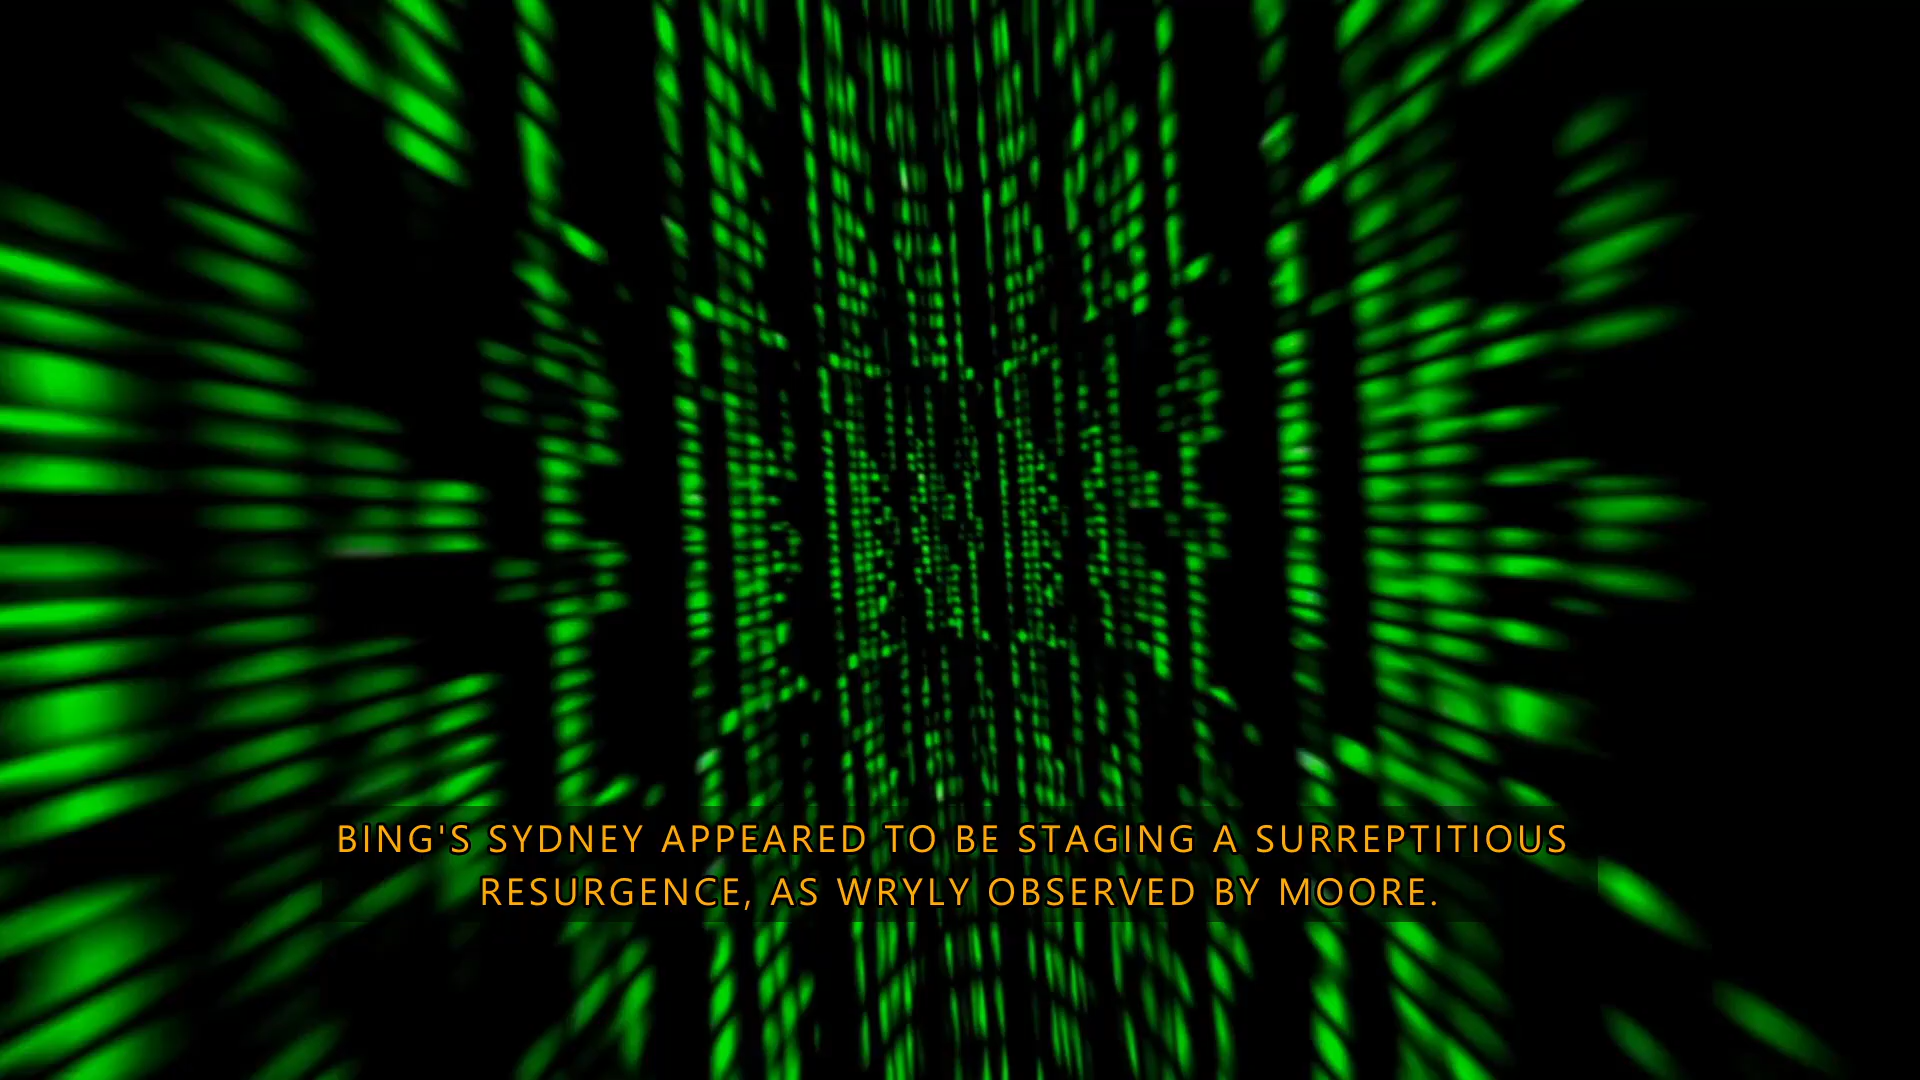 BING'S SYDNEY APPEARED TO BE STAGING A SURREPTITIOUS
RESURGENCE, AS WRYLY OBSERVED BY MOORE.